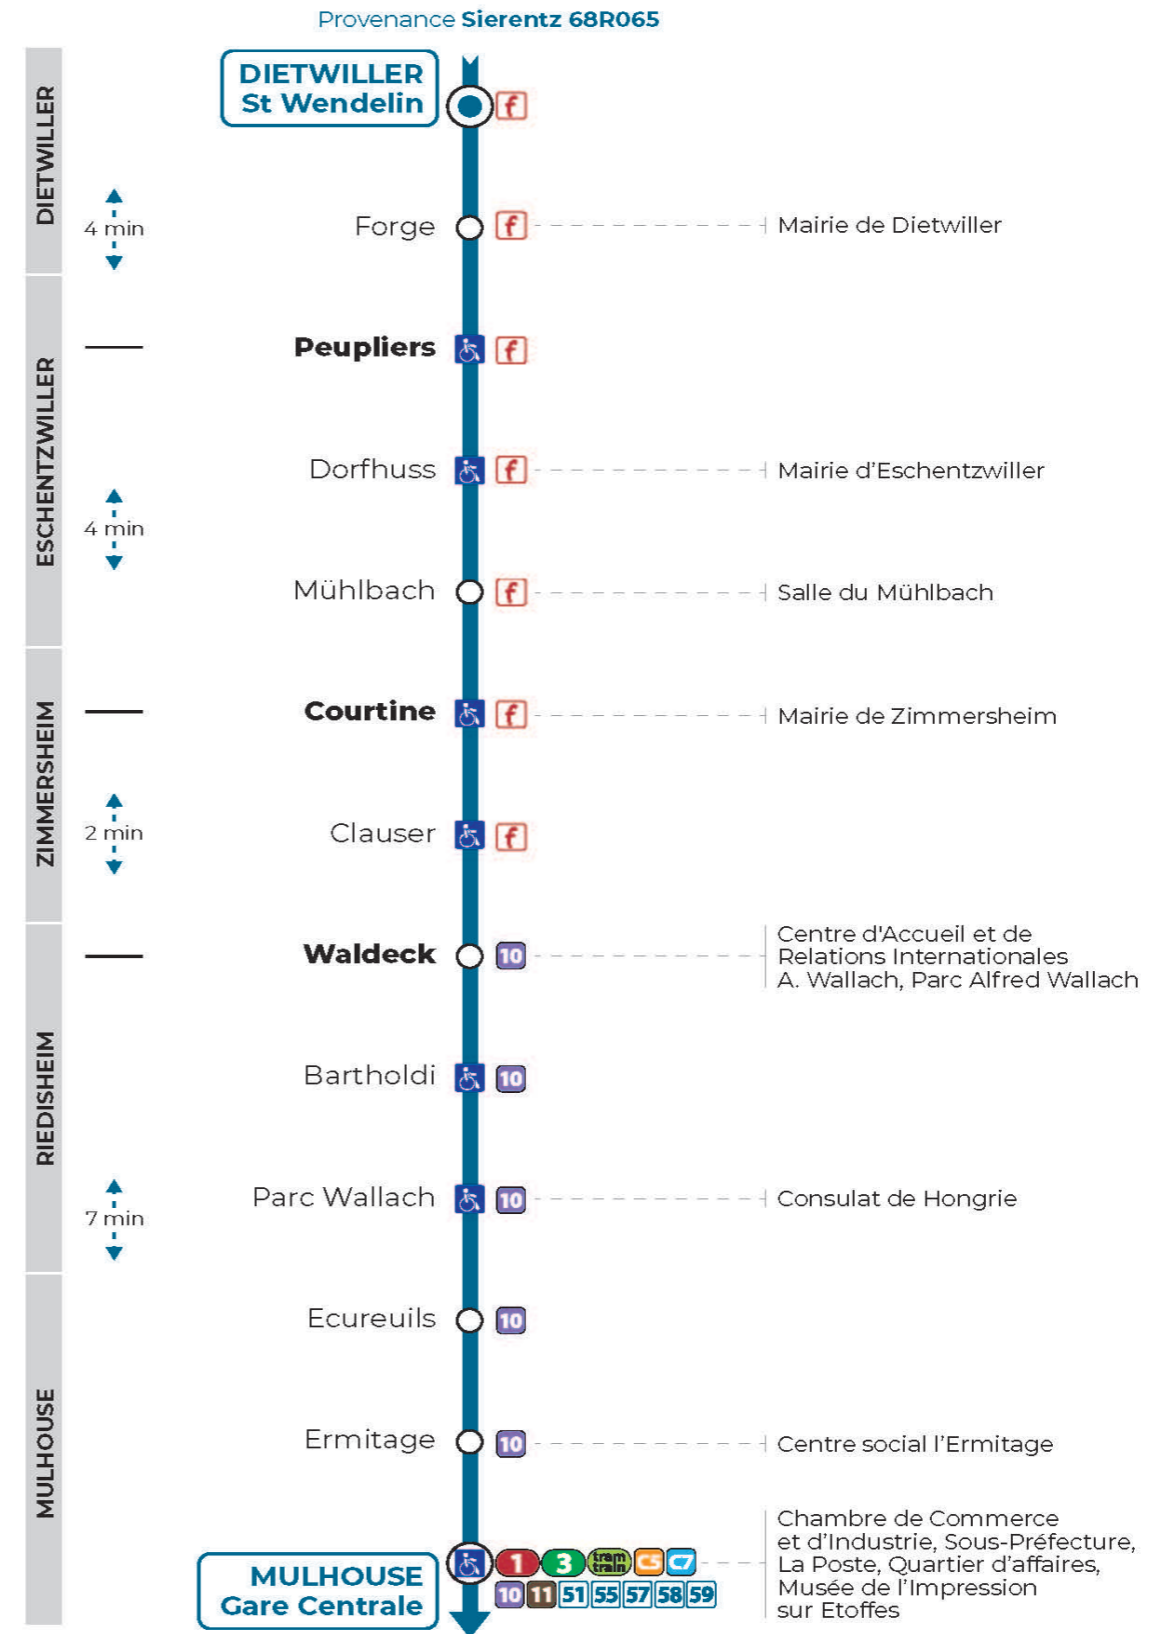 Provenance Sierentz 68R065
DIETWILLER
DIETWILLER
St Wendelin
f
4 min
Forge
f
Mairie de Dietwiller
ESCHENTZWILLER
Peupliers
f
Dorfhuss
f
Mairie d'Eschentzwiller
4 min
Mühlbach
f
Salle du Mühlbach
ZIMMERSHEIM
Courtine
f
Mairie de Zimmersheim
2 min
Clauser
f
RIEDISHEIM
Waldeck
10
Centre d'Accueil et de
Relations Internationales
A. Wallach, Parc Alfred Wallach
Bartholdi
10
Parc Wallach
10
Consulat de Hongrie
7 min
MULHOUSE
Ecureuils
10
Ermitage
10
Centre social l'Ermitage
MULHOUSE
Gare Centrale
1 3 tram train C5 C7
10 11 51 55 57 58 59
Chambre de Commerce
et d'Industrie, Sous-Préfecture,
La Poste, Quartier d'affaires,
Musée de l'Impression
sur Etoffes